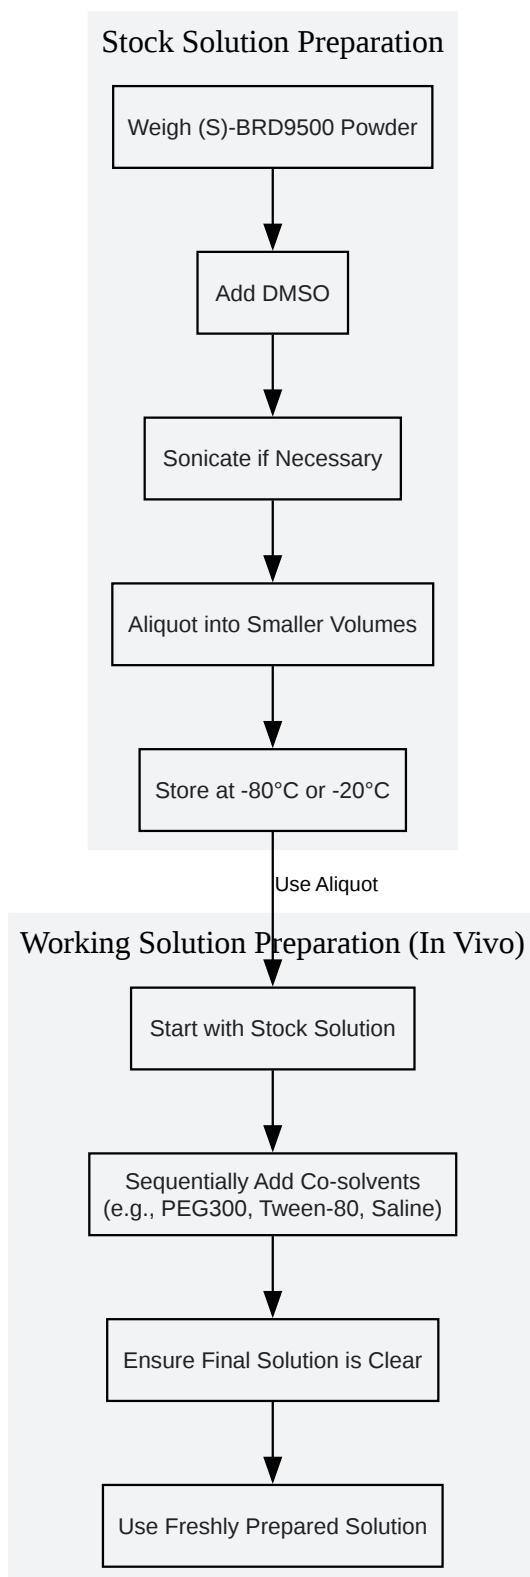 Stock Solution Preparation
Weigh (S)-BRD9500 Powder
Add DMSO
Sonicate if Necessary
Aliquot into Smaller Volumes
Store at -80°C or -20°C
Use Aliquot
Working Solution Preparation (In Vivo)
Start with Stock Solution
Sequentially Add Co-solvents
(e.g., PEG300, Tween-80, Saline)
Ensure Final Solution is Clear
Use Freshly Prepared Solution